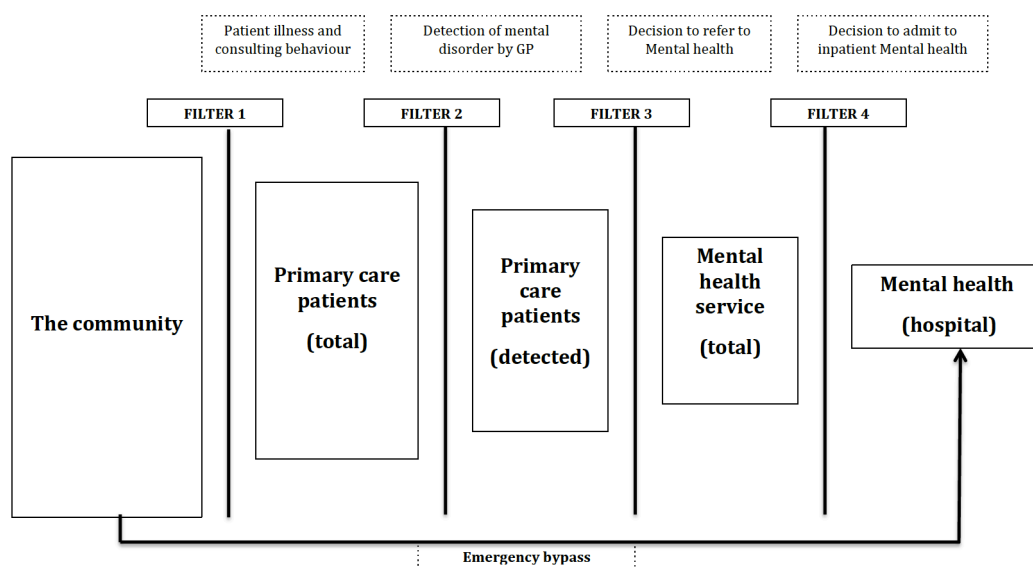 Patient illness and
consulting behaviour
Detection of mental
disorder by GP
Decision to refer to
Mental health
Decision to admit to
inpatient Mental health
FILTER 1
FILTER 2
FILTER 3
FILTER 4
The community
Primary care
patients
(total)
Primary
care
patients
(detected)
Mental
health
service
(total)
Mental health
(hospital)
Emergency bypass